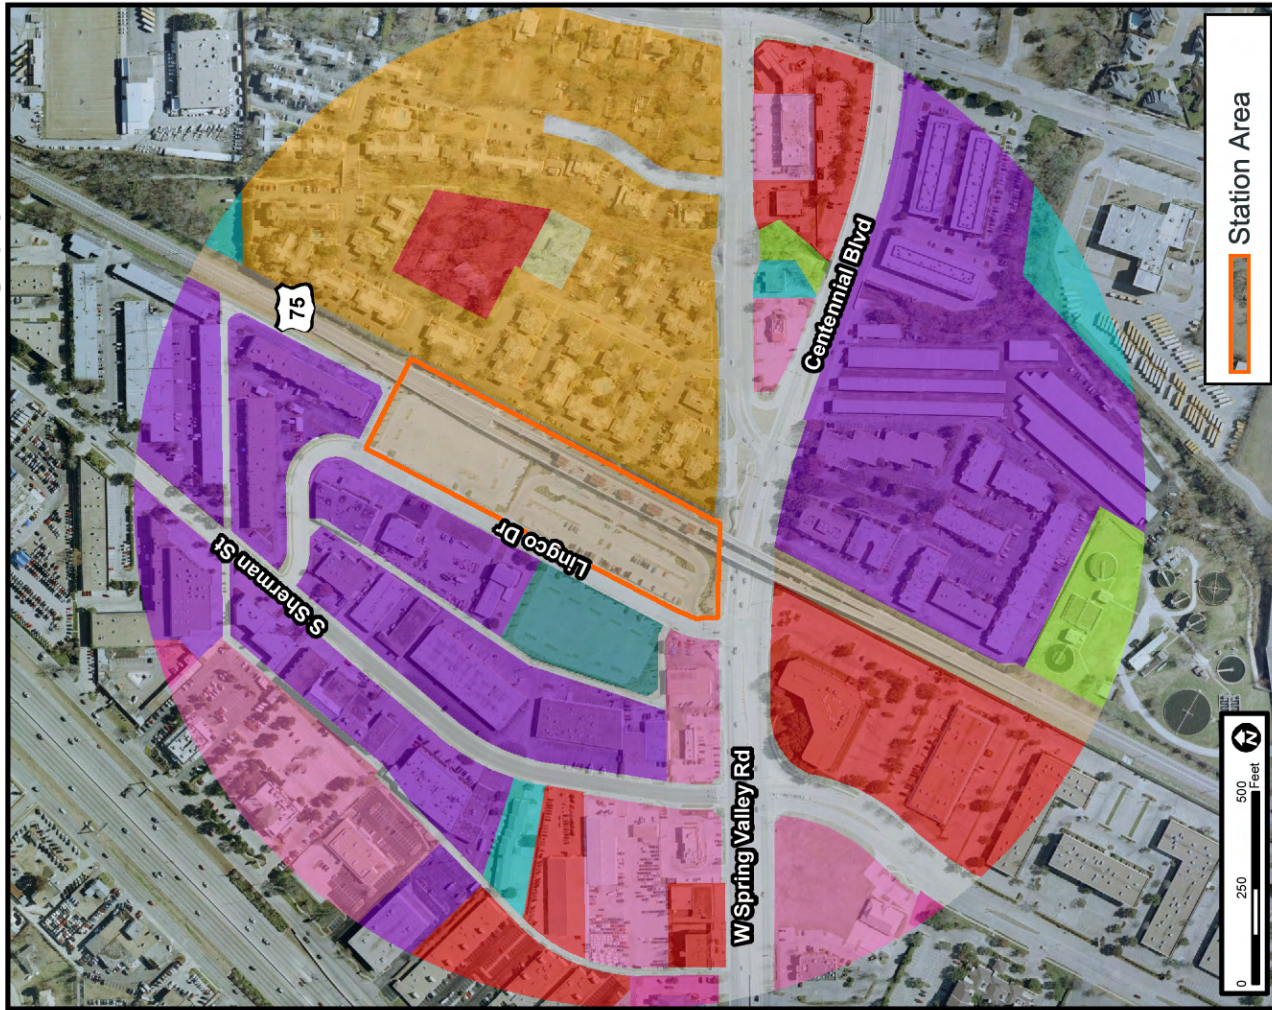 75
S Sherman St
Lingco Dr
Centennial Blvd
W Spring Valley Rd
Station Area
N
0 250 500
Feet